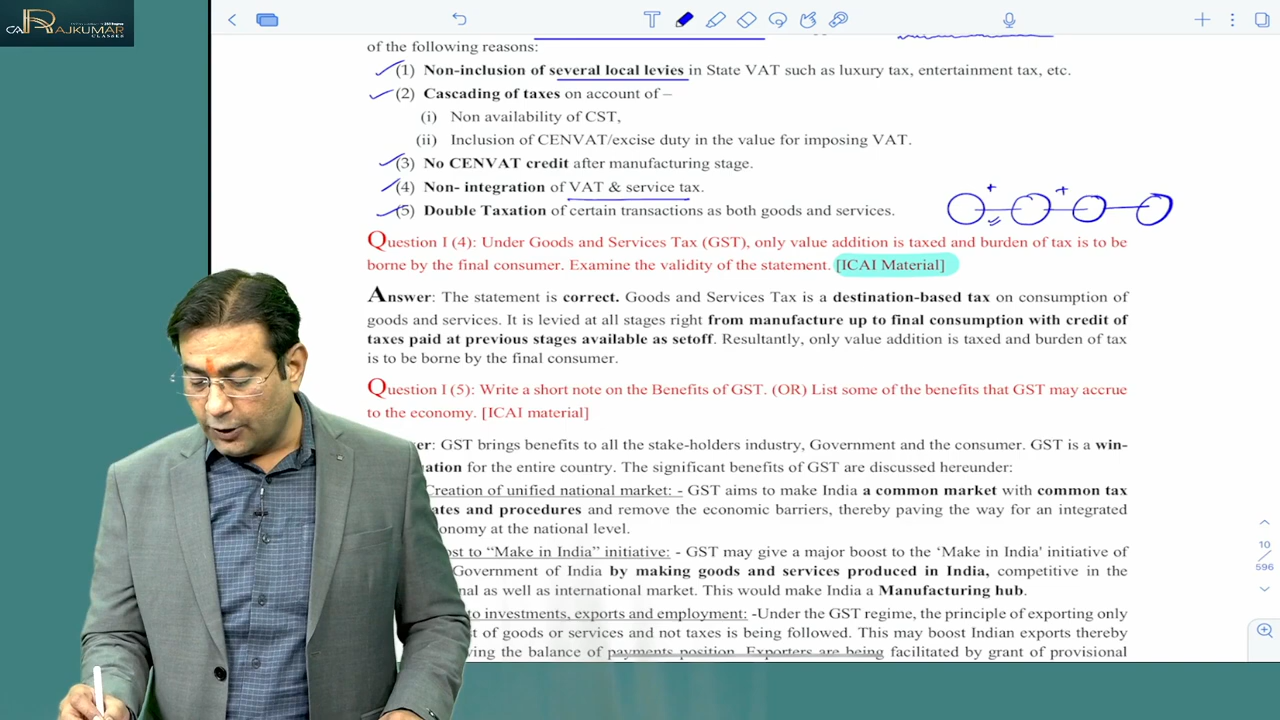 CA RAJKUMAR
CLASSES
of the following reasons:
(1) Non-inclusion of several local levies in State VAT such as luxury tax, entertainment tax, etc.
(2) Cascading of taxes on account of –
(i) Non availability of CST,
(ii) Inclusion of CENVAT/excise duty in the value for imposing VAT.
(3) No CENVAT credit after manufacturing stage.
(4) Non- integration of VAT & service tax.
(5) Double Taxation of certain transactions as both goods and services.
+ +
Question I (4): Under Goods and Services Tax (GST), only value addition is taxed and burden of tax is to be
borne by the final consumer. Examine the validity of the statement. [ICAI Material]
Answer: The statement is correct. Goods and Services Tax is a destination-based tax on consumption of
goods and services. It is levied at all stages right from manufacture up to final consumption with credit of
taxes paid at previous stages available as setoff. Resultantly, only value addition is taxed and burden of tax
is to be borne by the final consumer.
Question I (5): Write a short note on the Benefits of GST. (OR) List some of the benefits that GST may accrue
to the economy. [ICAI material]
er: GST brings benefits to all the stake-holders industry, Government and the consumer. GST is a win-
ation for the entire country. The significant benefits of GST are discussed hereunder:
Creation of unified national market: - GST aims to make India a common market with common tax
ates and procedures and remove the economic barriers, thereby paving the way for an integrated
onomy at the national level.
ost to “Make in India” initiative: - GST may give a major boost to the ‘Make in India' initiative of
Government of India by making goods and services produced in India, competitive in the
nal as well as international market. This would make India a Manufacturing hub.
to investments, exports and employment: -Under the GST regime, the principle of exporting only
t of goods or services and not taxes is being followed. This may boost Indian exports thereby
ving the balance of payments position. Exporters are being facilitated by grant of provisional
10
/
596